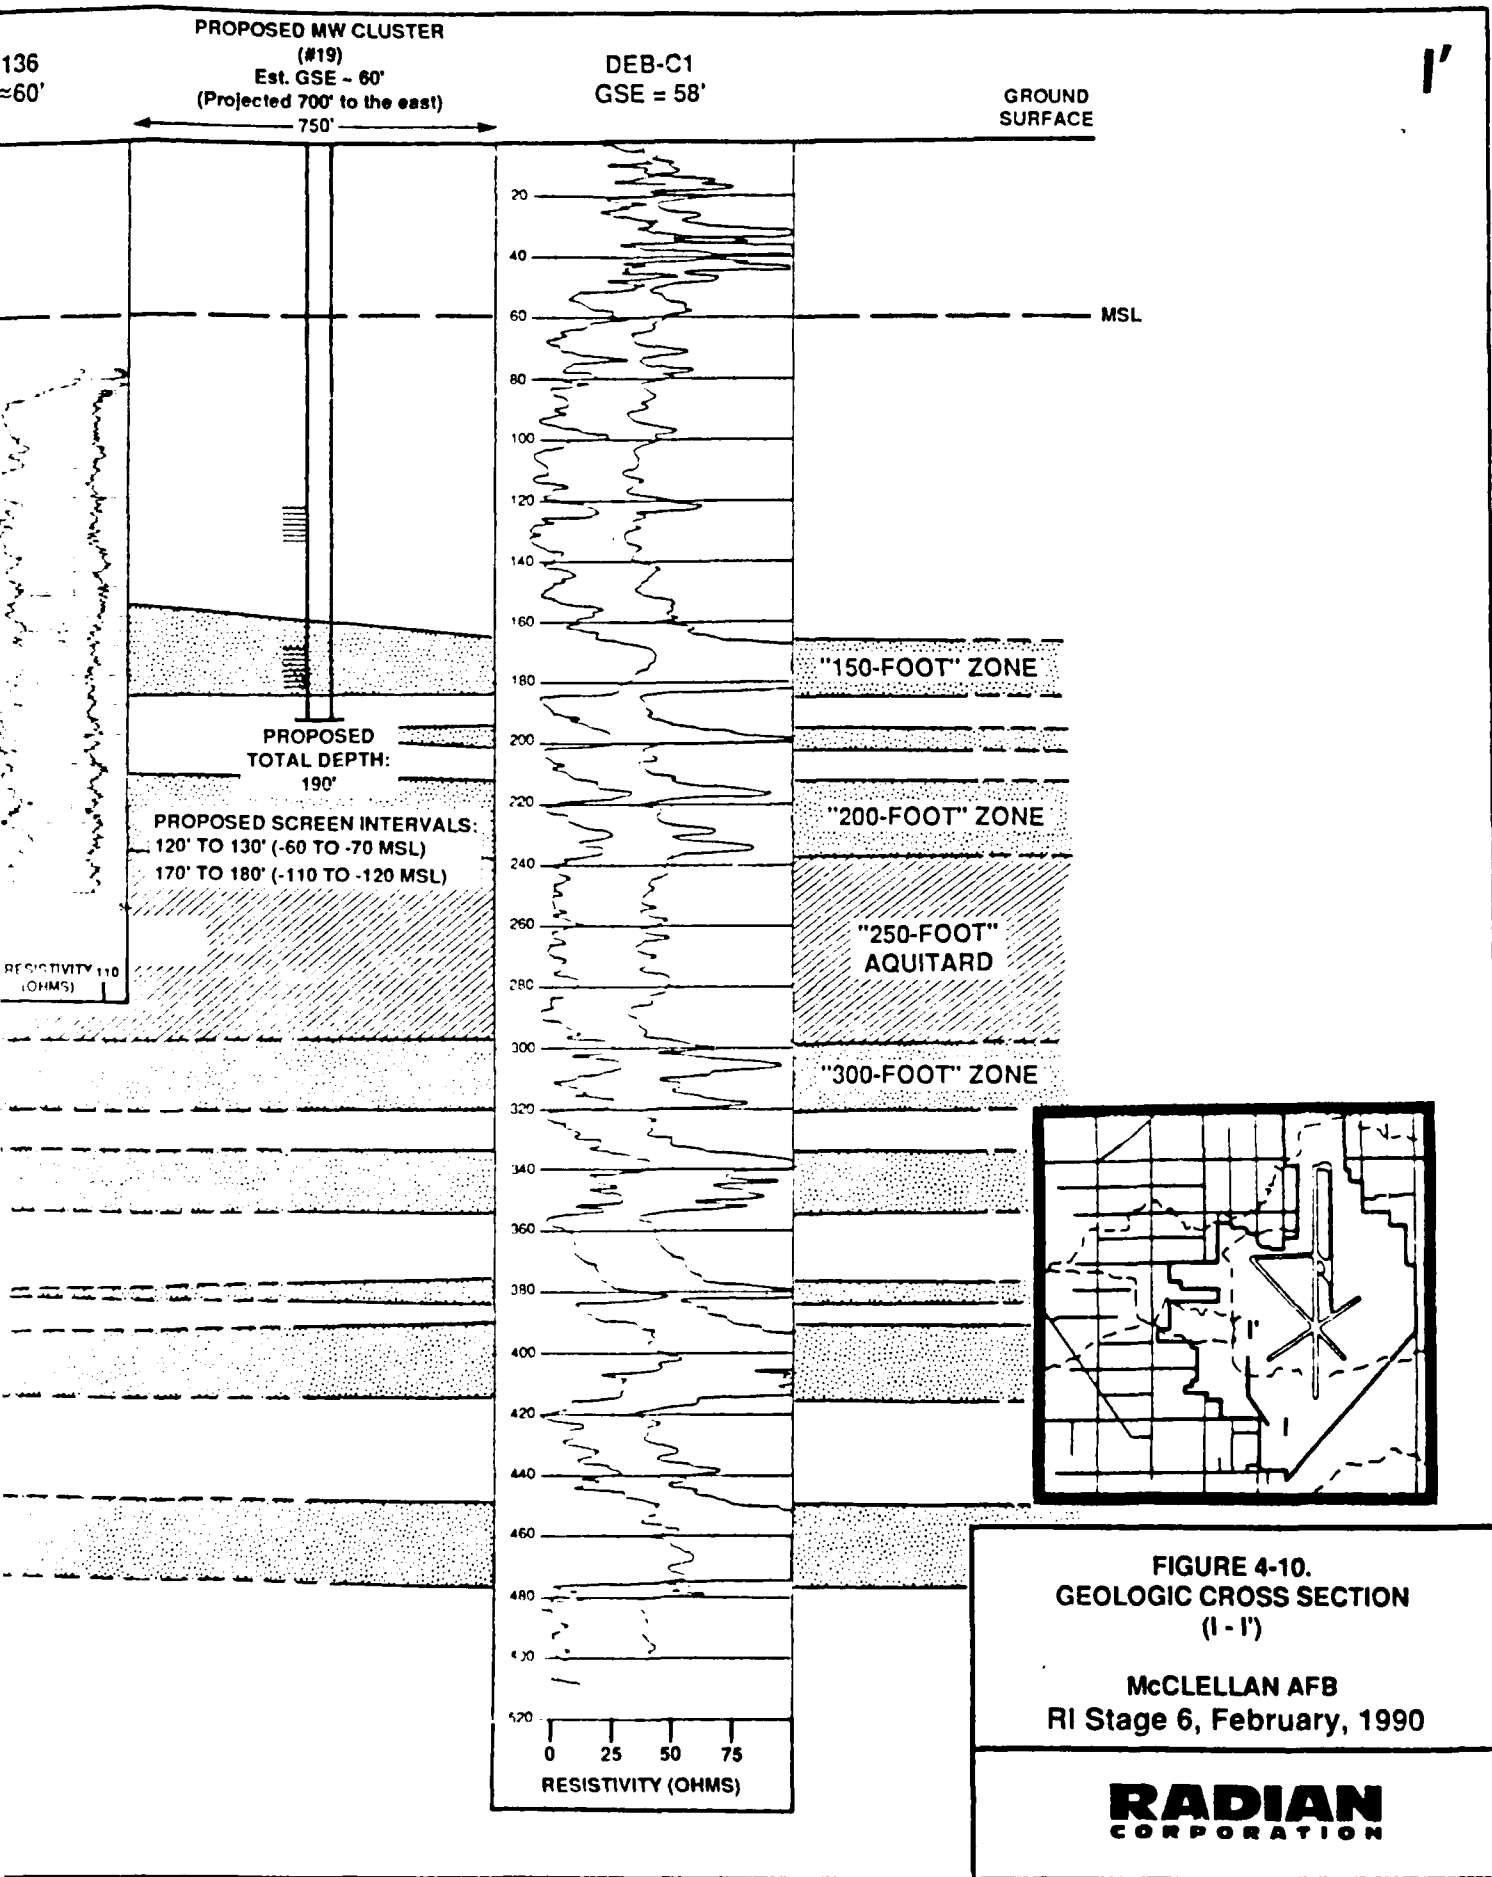 136
≈60'
PROPOSED MW CLUSTER
(#19)
Est. GSE ~ 60'
(Projected 700' to the east)
750'
DEB-C1
GSE = 58'
GROUND
SURFACE
I'
20
40
60
MSL
80
100
120
140
160
"150-FOOT" ZONE
180
200
PROPOSED
TOTAL DEPTH:
190'
220
"200-FOOT" ZONE
PROPOSED SCREEN INTERVALS:
120' TO 130' (-60 TO -70 MSL)
170' TO 180' (-110 TO -120 MSL)
240
260
"250-FOOT"
AQUITARD
RESISTIVITY 110
(OHMS)
280
300
"300-FOOT" ZONE
320
340
360
380
400
420
440
460
480
520
0 25 50 75
RESISTIVITY (OHMS)
I'
I
FIGURE 4-10.
GEOLOGIC CROSS SECTION
(I - I')
McCLELLAN AFB
RI Stage 6, February, 1990
RADIAN
CORPORATION